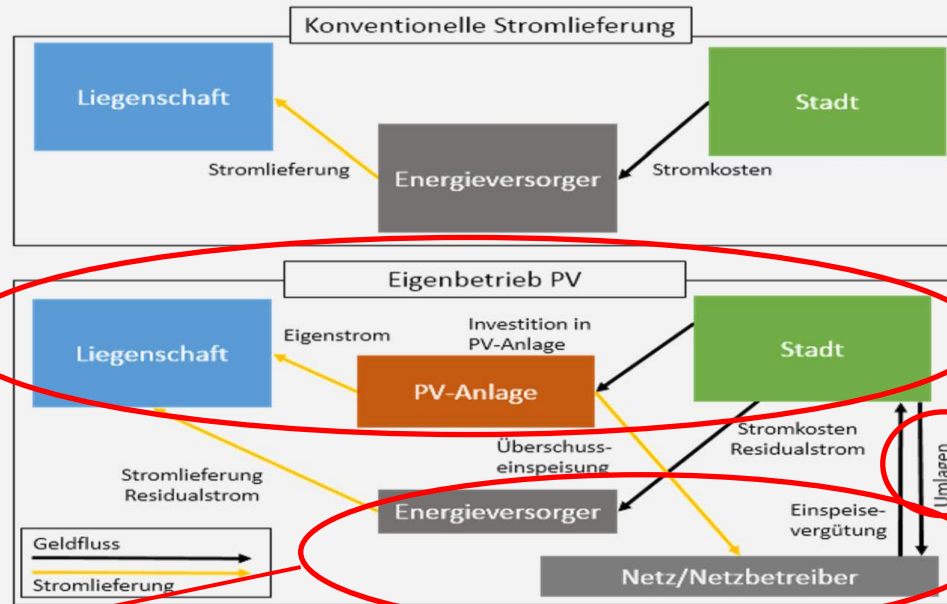 Konventionelle Stromlieferung
Liegenschaft
Stadt
Energieversorger
Stromlieferung
Stromkosten
Eigenbetrieb PV
Liegenschaft
Eigenstrom
Investition in
PV-Anlage
Stadt
PV-Anlage
Überschuss-
einspeisung
Stromkosten
Residualstrom
Umlagen
Stromlieferung
Residualstrom
Energieversorger
Einspeise-
vergütung
Geldfluss
Stromlieferung
Netz/Netzbetreiber